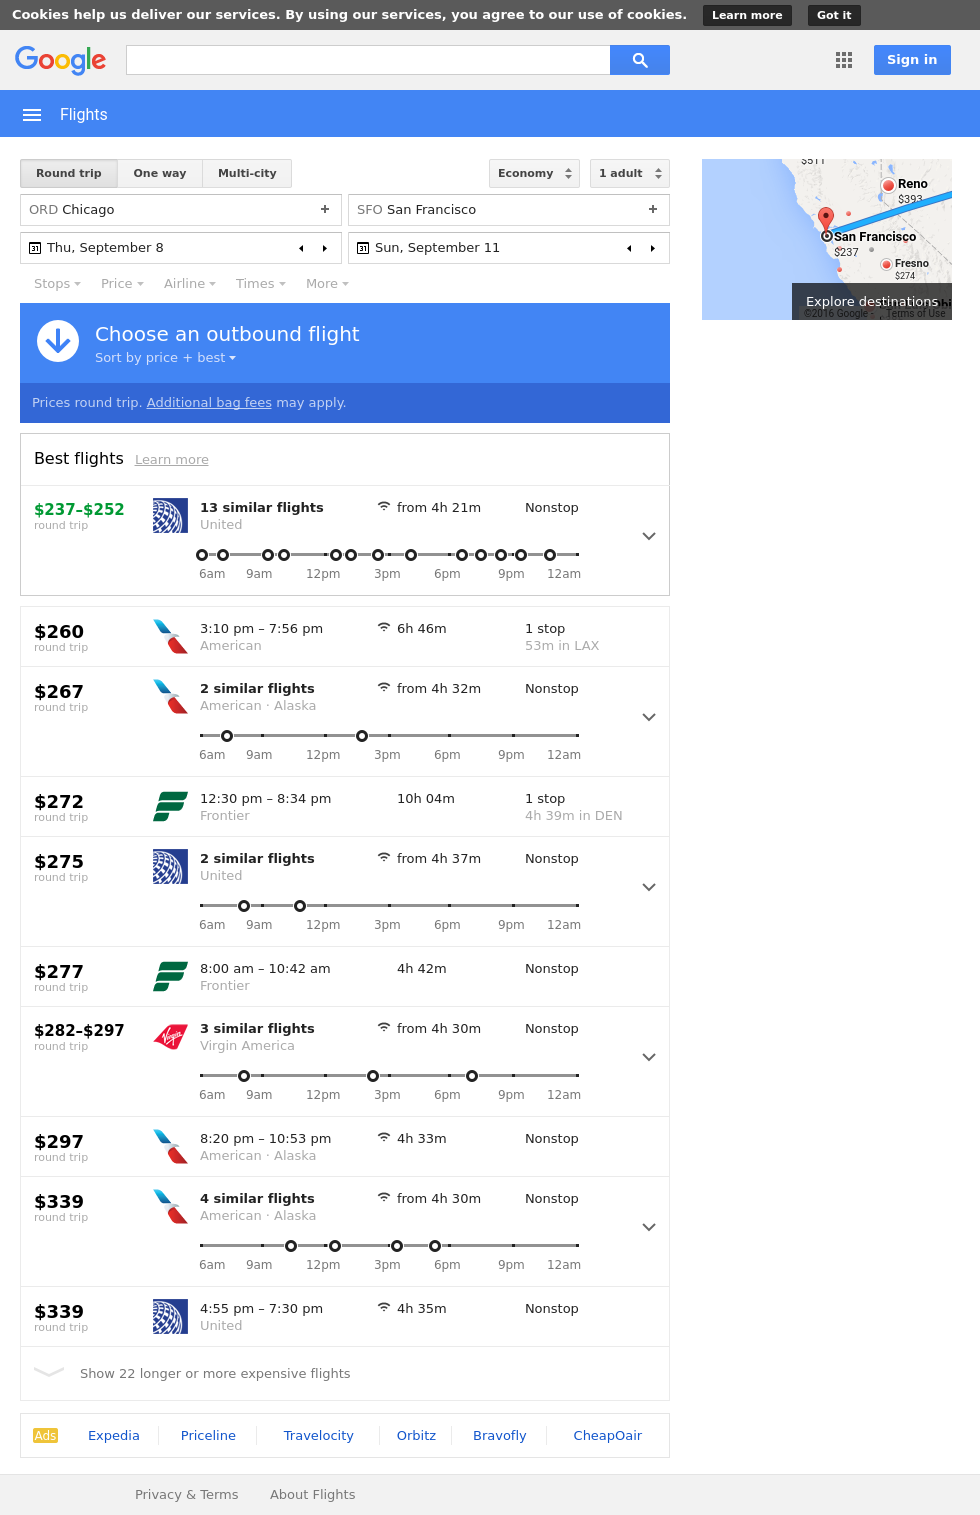 Cookies help us deliver our services. By using our services, you agree to our use of cookies. Learn more Got it
Google Sign in
Flights
Round trip One way Multi-city Economy 1 adult
ORD Chicago + SFO San Francisco +
31 Thu, September 8 31 Sun, September 11
Stops Price Airline Times More
Choose an outbound flight
Sort by price + best
Prices round trip. Additional bag fees may apply.
$511
Reno
$393
San Francisco
$237
Fresno
$274
Explore destinations
©2016 Google Terms of Use
Best flights Learn more
$237–$252 13 similar flights from 4h 21m Nonstop
round trip United
6am 9am 12pm 3pm 6pm 9pm 12am
$260 3:10 pm – 7:56 pm 6h 46m 1 stop
round trip American 53m in LAX
$267 2 similar flights from 4h 32m Nonstop
round trip American · Alaska
6am 9am 12pm 3pm 6pm 9pm 12am
$272 12:30 pm – 8:34 pm 10h 04m 1 stop
round trip Frontier 4h 39m in DEN
$275 2 similar flights from 4h 37m Nonstop
round trip United
6am 9am 12pm 3pm 6pm 9pm 12am
$277 8:00 am – 10:42 am 4h 42m Nonstop
round trip Frontier
$282–$297 Virgin 3 similar flights from 4h 30m Nonstop
round trip Virgin America
6am 9am 12pm 3pm 6pm 9pm 12am
$297 8:20 pm – 10:53 pm 4h 33m Nonstop
round trip American · Alaska
$339 4 similar flights from 4h 30m Nonstop
round trip American · Alaska
6am 9am 12pm 3pm 6pm 9pm 12am
$339 4:55 pm – 7:30 pm 4h 35m Nonstop
round trip United
Show 22 longer or more expensive flights
Ads Expedia Priceline Travelocity Orbitz Bravofly CheapOair
Privacy & Terms About Flights